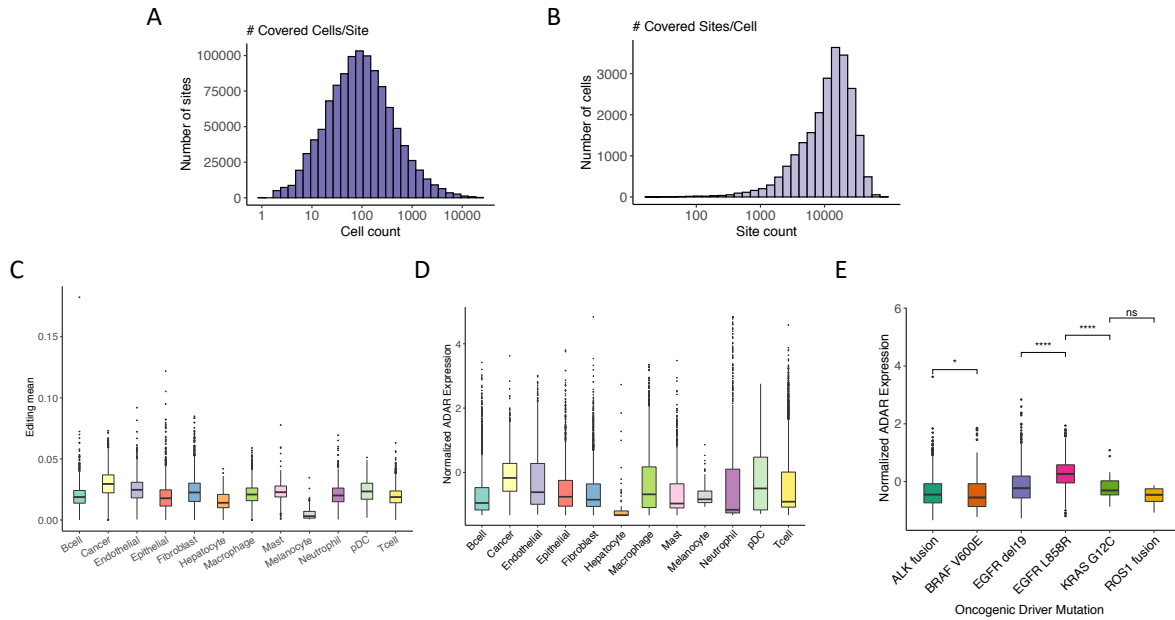 A
# Covered Cells/Site
Number of sites
100000
75000
50000
25000
0
1
10
100
1000
10000
Cell count
B
# Covered Sites/Cell
Number of cells
3000
2000
1000
0
100
1000
10000
Site count
C
Editing mean
0.15
0.10
0.05
0.00
Bcell
Cancer
Endothelial
Epithelial
Fibroblast
Hepatocyte
Macrophage
Mast
Melanocyte
Neutrophil
pDC
Tcell
D
Normalized ADAR Expression
4
2
0
Bcell
Cancer
Endothelial
Epithelial
Fibroblast
Hepatocyte
Macrophage
Mast
Melanocyte
Neutrophil
pDC
Tcell
E
Normalized ADAR Expression
6
4
2
0
*
****
****
ns
ALK fusion
BRAF V600E
EGFR del19
EGFR L858R
KRAS G12C
ROS1 fusion
Oncogenic Driver Mutation